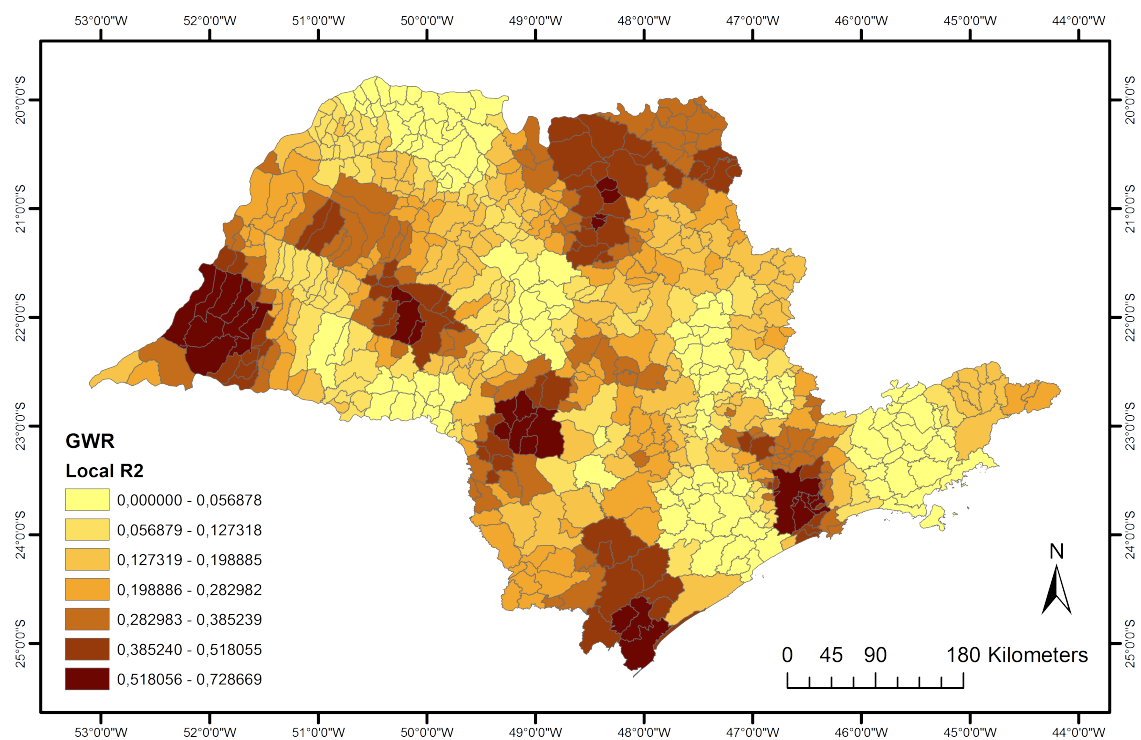 53°0'0"W 52°0'0"W 51°0'0"W 50°0'0"W 49°0'0"W 48°0'0"W 47°0'0"W 46°0'0"W 45°0'0"W 44°0'0"W
20°0'0"S 20°0'0"S
21°0'0"S 21°0'0"S
22°0'0"S 22°0'0"S
23°0'0"S 23°0'0"S
24°0'0"S 24°0'0"S
25°0'0"S 25°0'0"S
GWR
Local R2
0,000000 - 0,056878
0,056879 - 0,127318
0,127319 - 0,198885
0,198886 - 0,282982
0,282983 - 0,385239
0,385240 - 0,518055
0,518056 - 0,728669
N
0 45 90 180 Kilometers
53°0'0"W 52°0'0"W 51°0'0"W 50°0'0"W 49°0'0"W 48°0'0"W 47°0'0"W 46°0'0"W 45°0'0"W 44°0'0"W